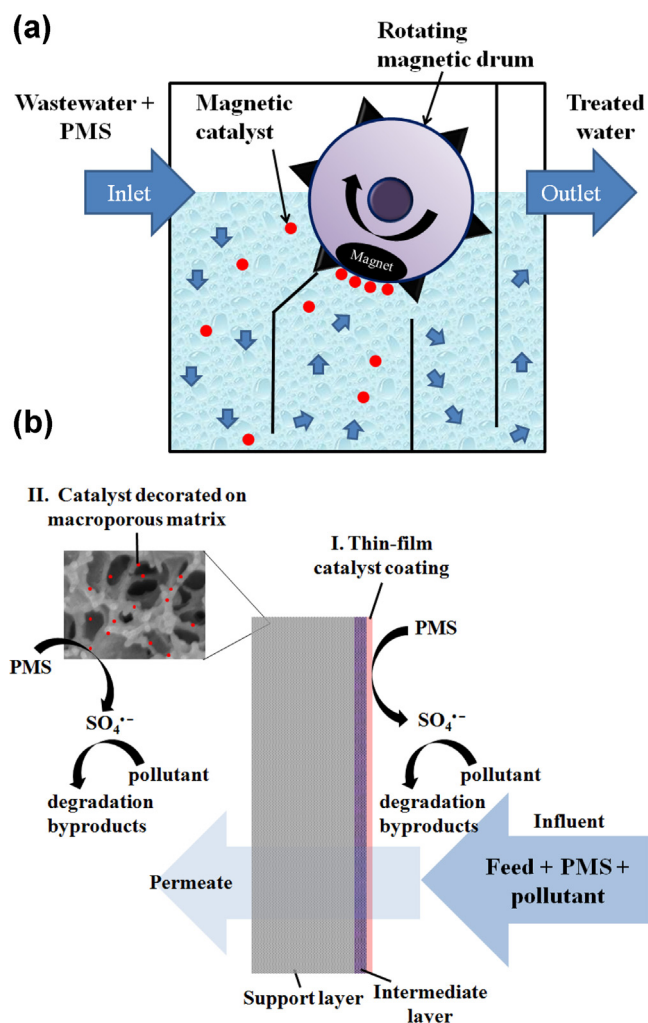 (a)
Rotating
magnetic drum
Wastewater +
PMS
Magnetic
catalyst
Treated
water
Inlet
Outlet
Magnet
(b)
II. Catalyst decorated on
macroporous matrix
I. Thin-film
catalyst coating
PMS
PMS
SO₄•−
SO₄•−
pollutant
pollutant
degradation
byproducts
degradation
byproducts
Influent
Feed + PMS +
pollutant
Permeate
Support layer
Intermediate
layer